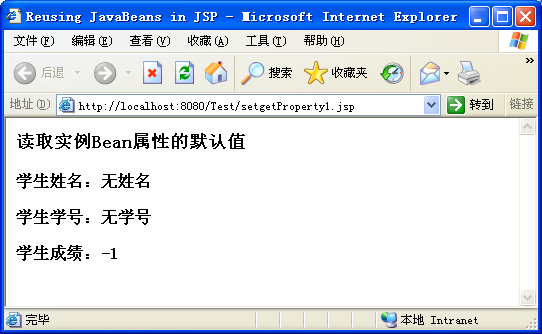 Reusing JavaBeans in JSP - Microsoft Internet Explorer
文件(F) 编辑(E) 查看(V) 收藏(A) 工具(T) 帮助(H)
后退 搜索 收藏夹 »
地址(D) http://localhost:8080/Test/setgetProperty1.jsp 转到 链接
读取实例Bean属性的默认值
学生姓名：无姓名
学生学号：无学号
学生成绩：-1
完毕 本地 Intranet